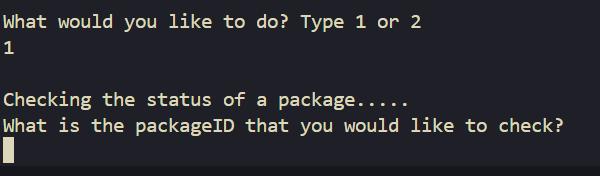 What would you like to do? Type 1 or 2
1
Checking the status of a package.....
What is the packageID that you would like to check?